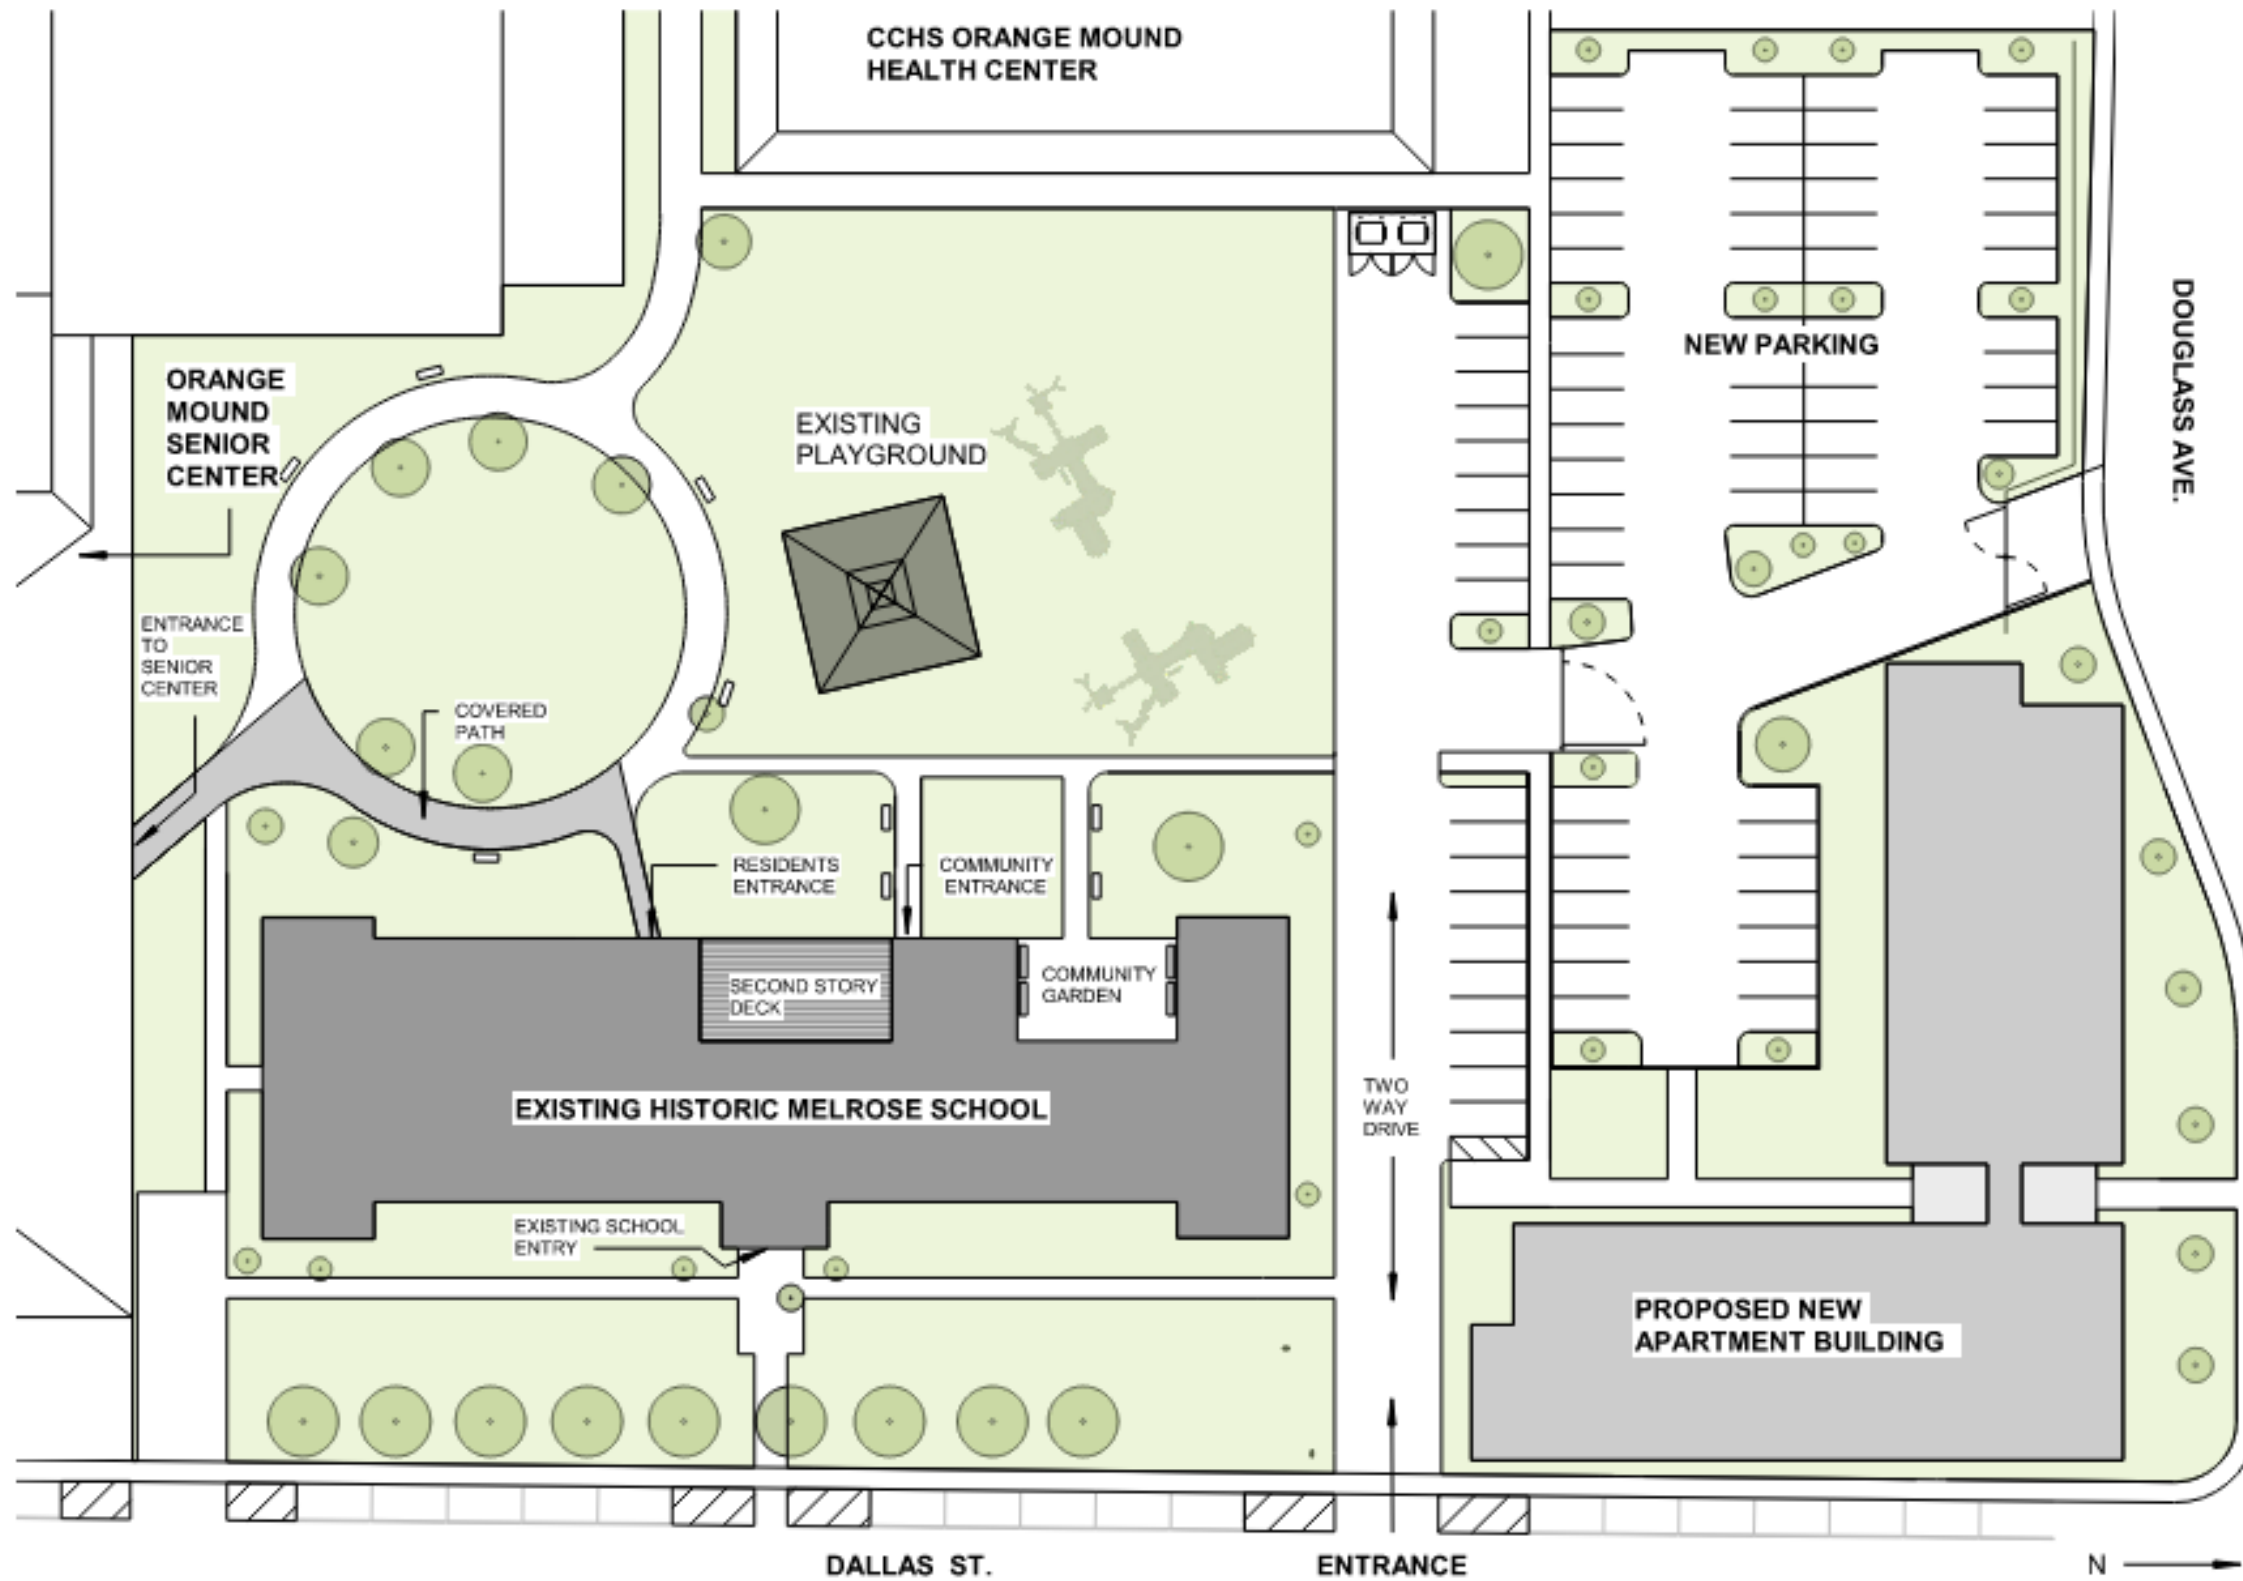 CCHS ORANGE MOUND
HEALTH CENTER
DOUGLASS AVE.
NEW PARKING
ORANGE
MOUND
SENIOR
CENTER
EXISTING
PLAYGROUND
ENTRANCE
TO
SENIOR
CENTER
COVERED
PATH
RESIDENTS
ENTRANCE
COMMUNITY
ENTRANCE
SECOND STORY
DECK
COMMUNITY
GARDEN
EXISTING HISTORIC MELROSE SCHOOL
TWO
WAY
DRIVE
EXISTING SCHOOL
ENTRY
PROPOSED NEW
APARTMENT BUILDING
DALLAS ST.
ENTRANCE
N